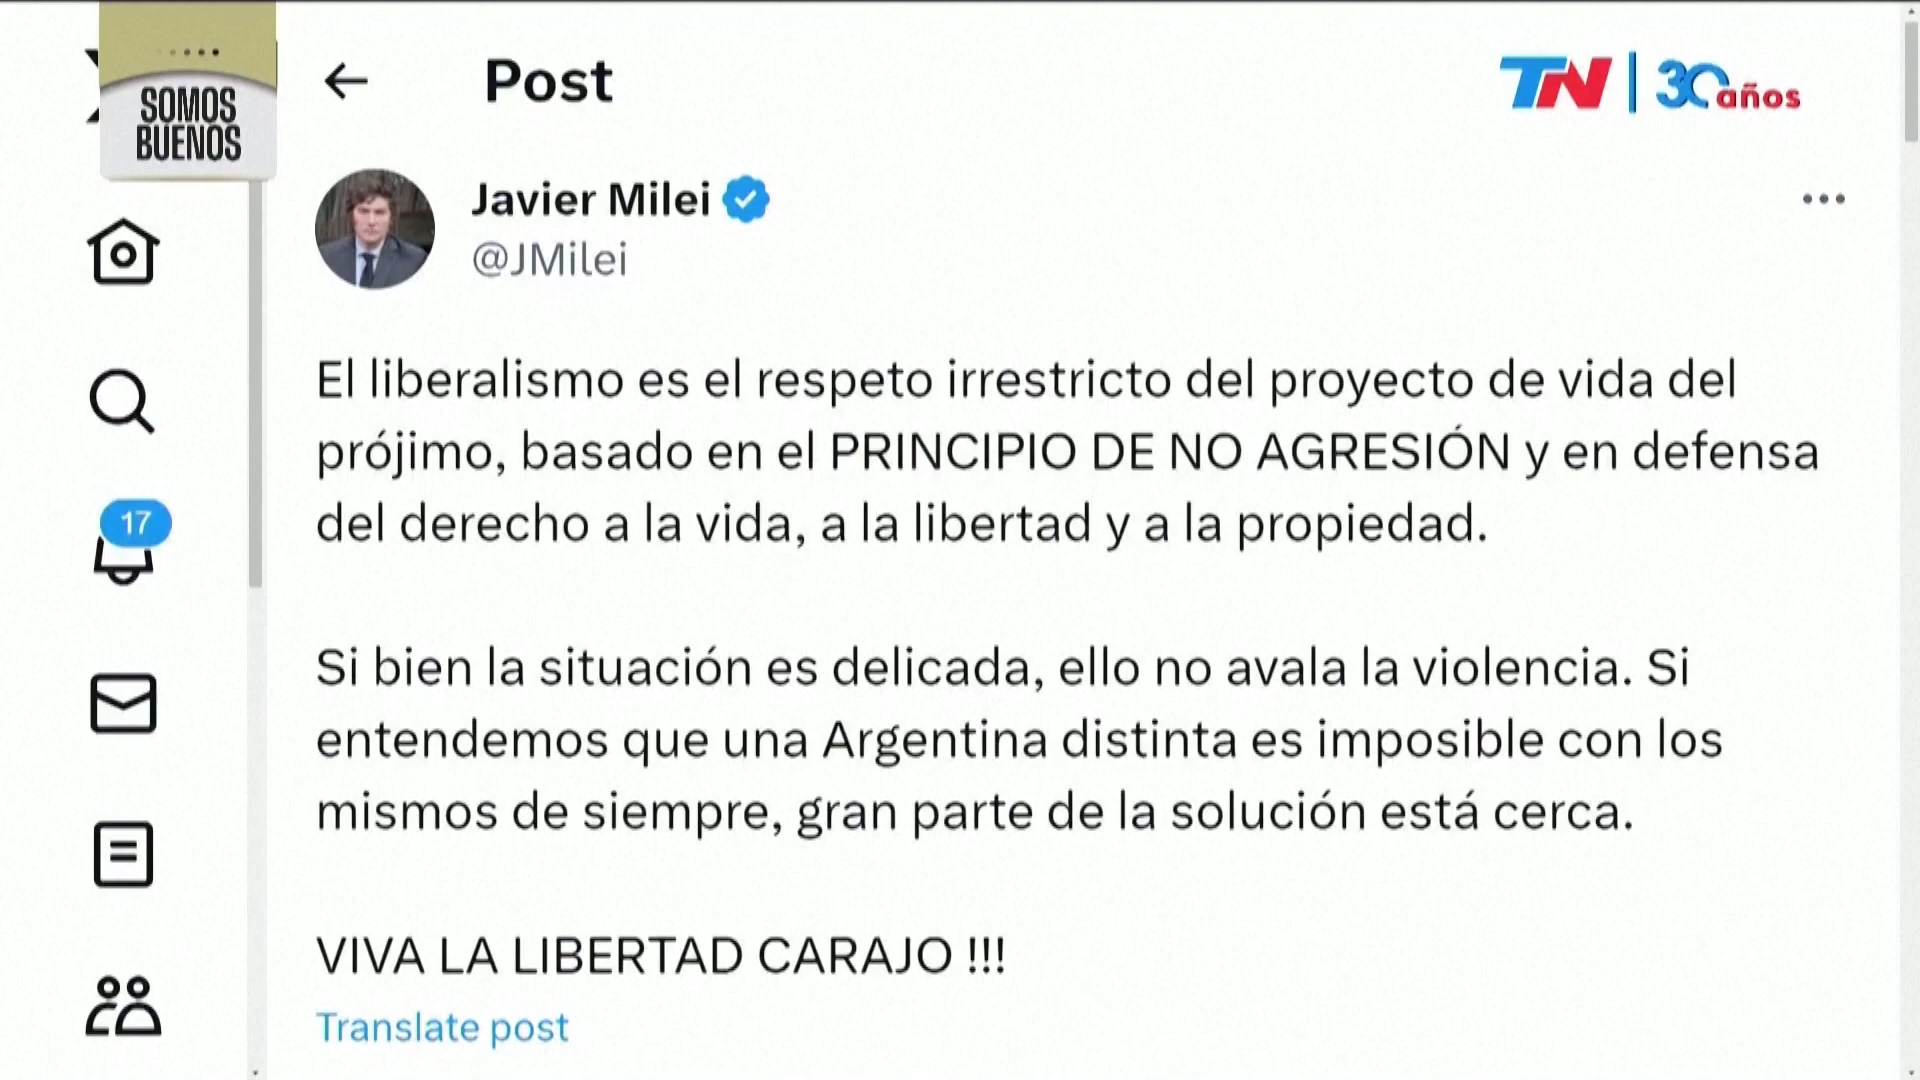 SOMOS
BUENOS
Post
TN | 30 años
Javier Milei
@JMilei
17
El liberalismo es el respeto irrestricto del proyecto de vida del
prójimo, basado en el PRINCIPIO DE NO AGRESIÓN y en defensa
del derecho a la vida, a la libertad y a la propiedad.
Si bien la situación es delicada, ello no avala la violencia. Si
entendemos que una Argentina distinta es imposible con los
mismos de siempre, gran parte de la solución está cerca.
VIVA LA LIBERTAD CARAJO !!!
Translate post